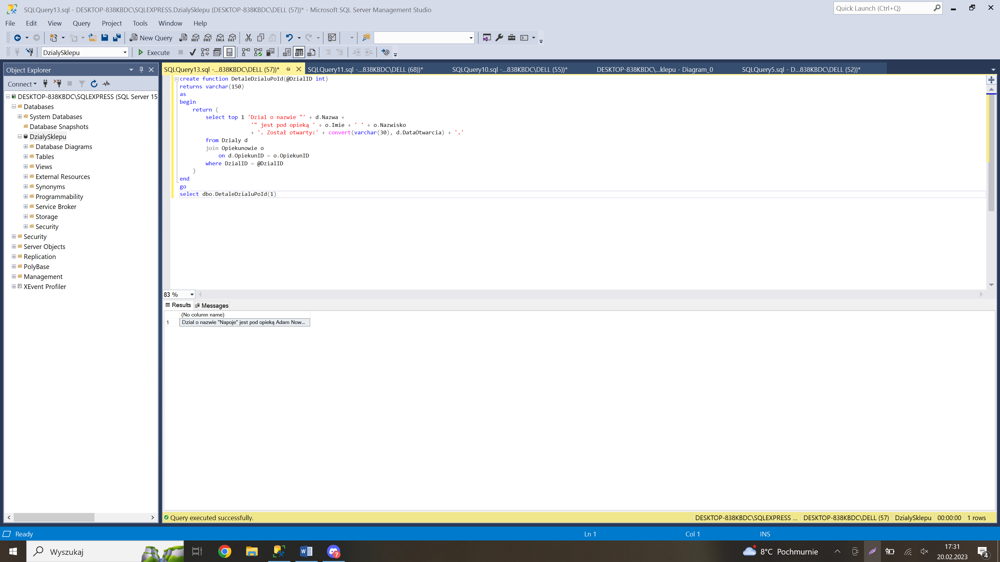 SQLQuery13.sql - DESKTOP-838KBDC\SQLEXPRESS.DzialySklepu (DESKTOP-838KBDC\DELL (57))* - Microsoft SQL Server Management Studio
Quick Launch (Ctrl+Q)
File Edit View Query Project Tools Window Help
New Query MDX DMX XMLA DAX
DzialySklepu Execute
Object Explorer
SQLQuery13.sql -...838KBDC\DELL (57))* SQLQuery11.sql -...838KBDC\DELL (68))* SQLQuery10.sql -...838KBDC\DELL (55))* DESKTOP-838KBDC\...klepu - Diagram_0 SQLQuery5.sql - D...838KBDC\DELL (52))*
Connect
DESKTOP-838KBDC\SQLEXPRESS (SQL Server 15
Databases
System Databases
Database Snapshots
DzialySklepu
Database Diagrams
Tables
Views
External Resources
Synonyms
Programmability
Service Broker
Storage
Security
Security
Server Objects
Replication
PolyBase
Management
XEvent Profiler
create function DetaleDzialuPoId(@DzialID int)
returns varchar(150)
as
begin
return (
select top 1 'Dzial o nazwie "' + d.Nazwa +
'" jest pod opieką ' + o.Imie + ' ' + o.Nazwisko
+ '. Został otwarty:' + convert(varchar(30), d.DataOtwarcia) + '.'
from Dzialy d
join Opiekunowie o
on d.OpiekunID = o.OpiekunID
where DzialID = @DzialID
)
end
go
select dbo.DetaleDzialuPoId(1)
83 %
Results Messages
(No column name)
1 Dzial o nazwie "Napoje" jest pod opieką Adam Now...
Query executed successfully. DESKTOP-838KBDC\SQLEXPRESS ... DESKTOP-838KBDC\DELL (57) DzialySklepu 00:00:00 1 rows
Ready Ln 1 Col 1 INS
Wyszukaj
7
8°C Pochmurnie
17:31
20.02.2023
4